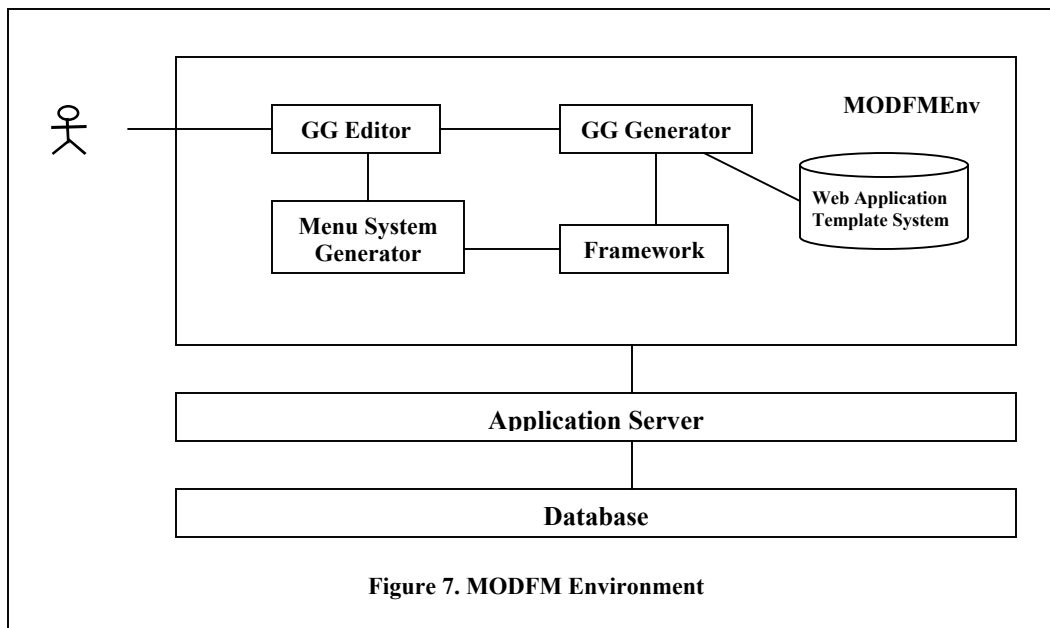 MODFMEnv
GG Editor
GG Generator
Web Application
Template System
Menu System
Generator
Framework
Application Server
Database
Figure 7. MODFM Environment